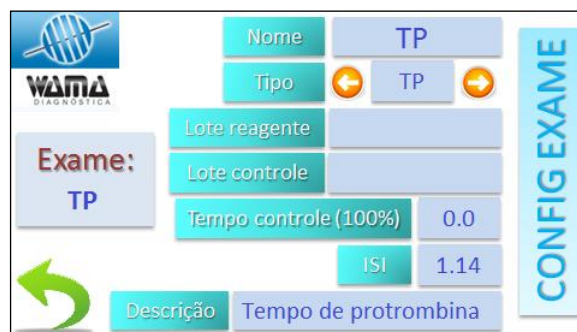 WAMA
DIAGNÓSTICA
Nome TP
Tipo TP
Lote reagente
Lote controle
Exame:
TP
Tempo controle (100%) 0.0
ISI 1.14
Descrição Tempo de protrombina
CONFIG EXAME